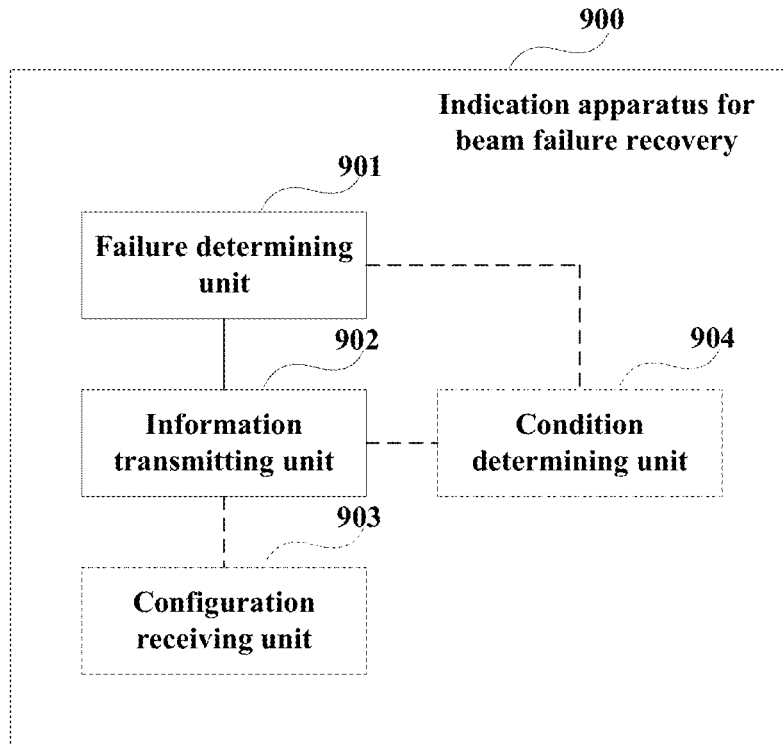 900
Indication apparatus for
beam failure recovery
901
Failure determining
unit
902
Information
transmitting unit
904
Condition
determining unit
903
Configuration
receiving unit